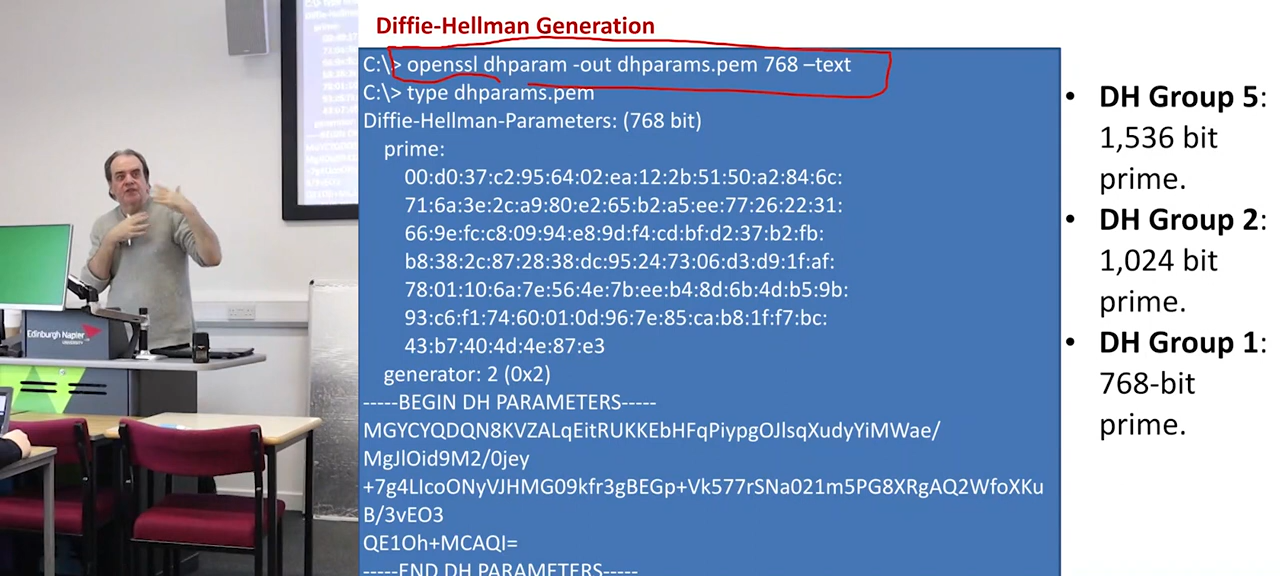 Diffie-Hellman Generation
C:\> openssl dhparam -out dhparams.pem 768 –text
C:\> type dhparams.pem
Diffie-Hellman-Parameters: (768 bit)
prime:
00:d0:37:c2:95:64:02:ea:12:2b:51:50:a2:84:6c:
71:6a:3e:2c:a9:80:e2:65:b2:a5:ee:77:26:22:31:
66:9e:fc:c8:09:94:e8:9d:f4:cd:bf:d2:37:b2:fb:
b8:38:2c:87:28:38:dc:95:24:73:06:d3:d9:1f:af:
78:01:10:6a:7e:56:4e:7b:ee:b4:8d:6b:4d:b5:9b:
93:c6:f1:74:60:01:0d:96:7e:85:ca:b8:1f:f7:bc:
43:b7:40:4d:4e:87:e3
generator: 2 (0x2)
-----BEGIN DH PARAMETERS-----
MGYCYQDQN8KVZALqEitRUKKEbHFqPiypgOJlsqXudyYiMWae/
MgJlOid9M2/0jey
+7g4LIcoONyVJHMG09kfr3gBEGp+Vk577rSNa021m5PG8XRgAQ2WfoXKu
B/3vEO3
QE1Oh+MCAQI=
-----END DH PARAMETERS-----
• DH Group 5:
1,536 bit
prime.
• DH Group 2:
1,024 bit
prime.
• DH Group 1:
768-bit
prime.
Edinburgh Napier
UNIVERSITY